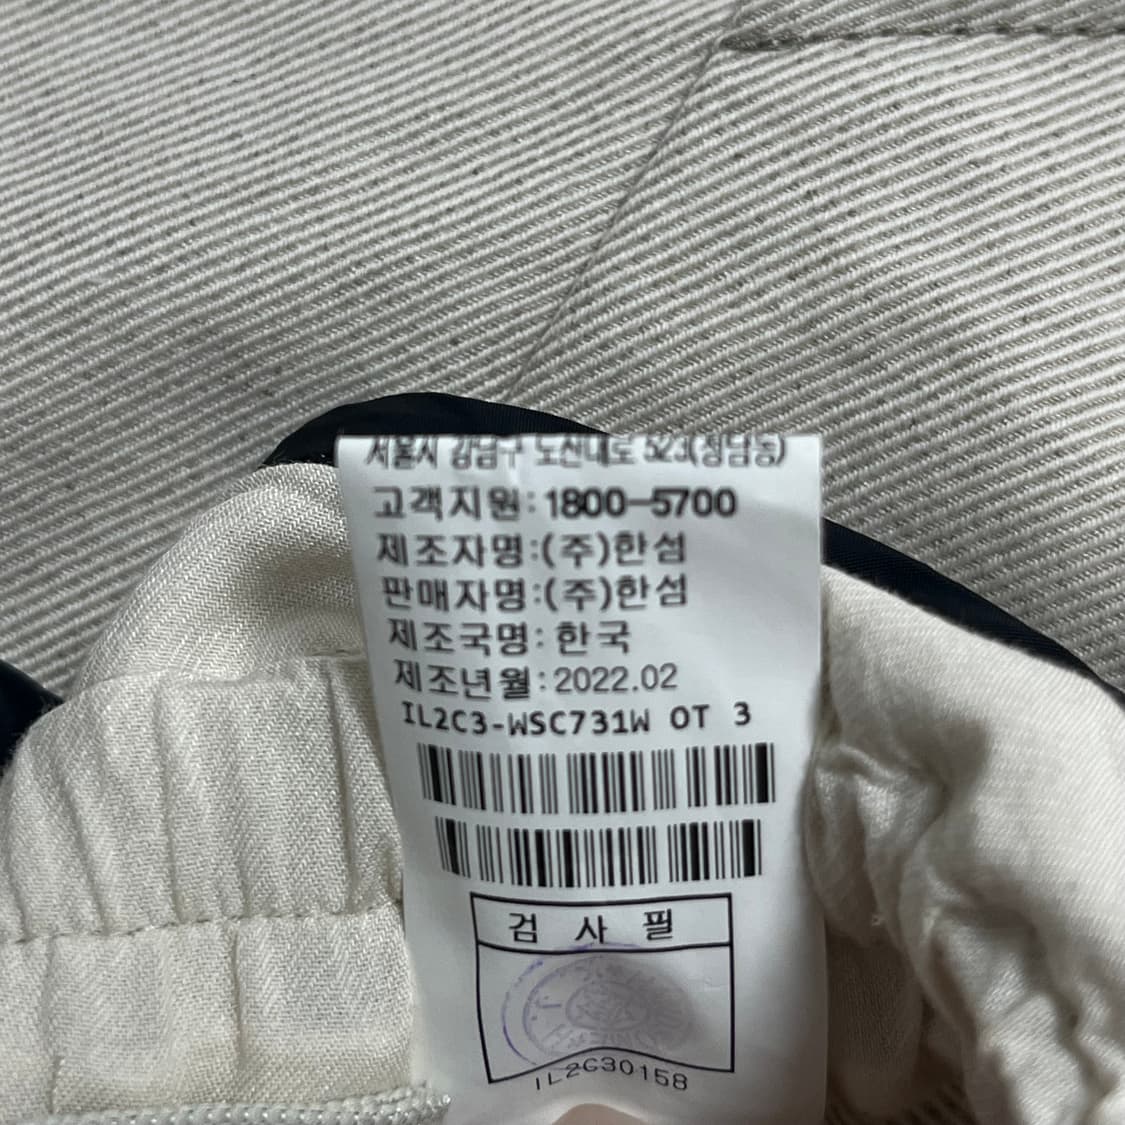 서울시 강남구 도산대로 523(청담동)
고객지원:1800-5700
제조자명:(주)한섬
판매자명:(주)한섬
제조국명: 한국
제조년월:2022.02
IL2C3-WSC731W OT 3
검 사 필
IL2C30158